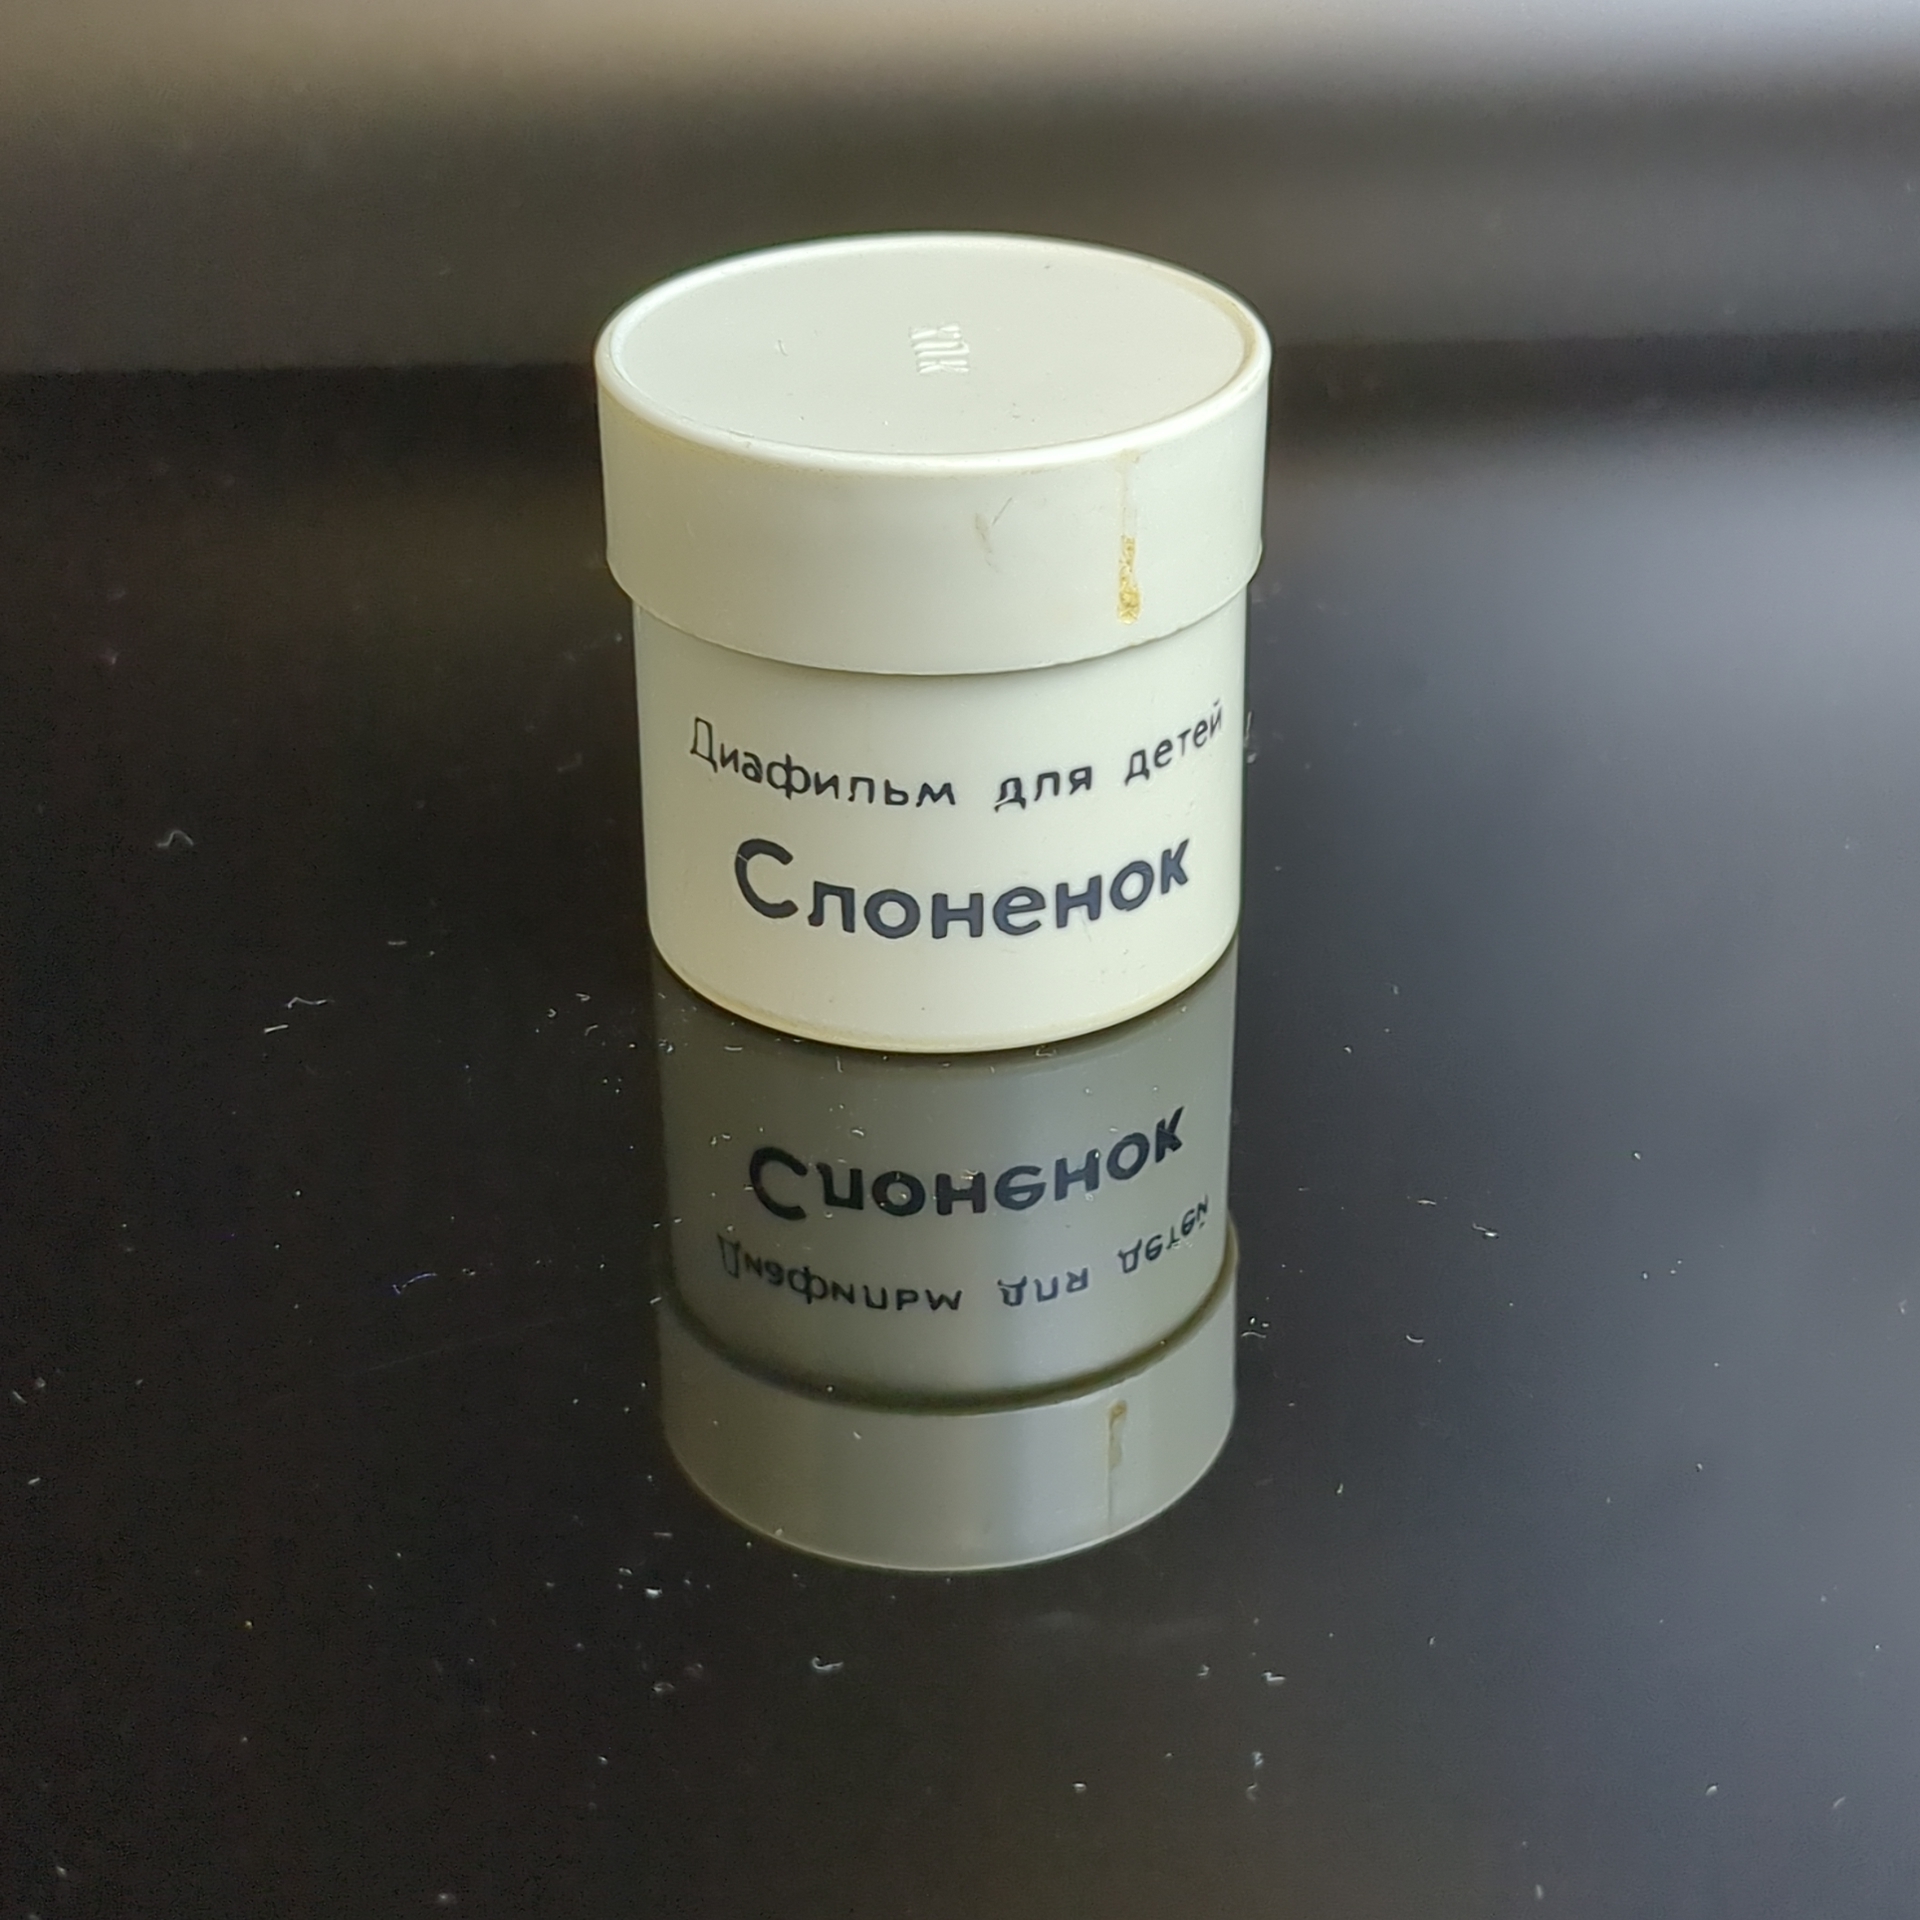 Диафильм для детей
Слоненок